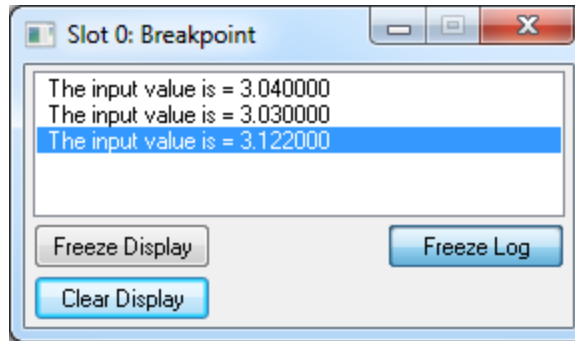 Slot 0: Breakpoint
The input value is = 3.040000
The input value is = 3.030000
The input value is = 3.122000
Freeze Display
Freeze Log
Clear Display